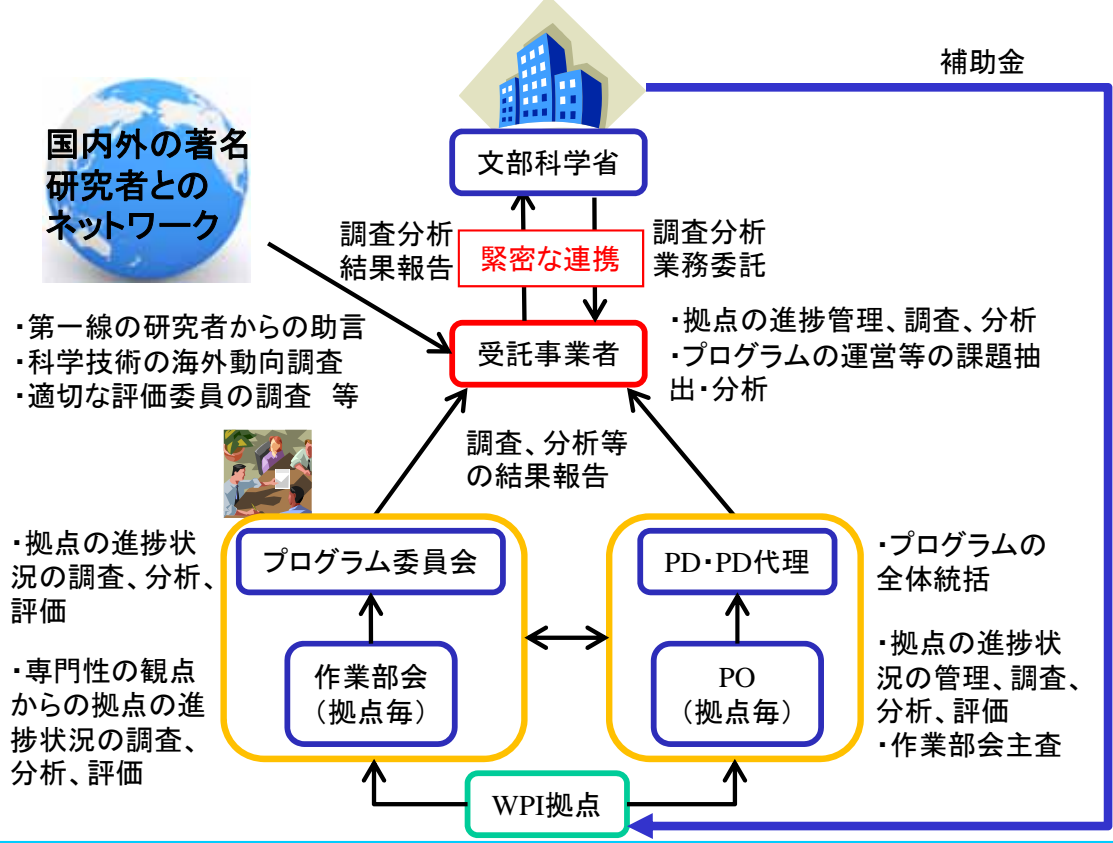 補助金
国内外の著名
研究者との
ネットワーク
文部科学省
調査分析
結果報告
緊密な連携
調査分析
業務委託
・第一線の研究者からの助言
・科学技術の海外動向調査
・適切な評価委員の調査　等
受託事業者
・拠点の進捗管理、調査、分析
・プログラムの運営等の課題抽
出・分析
調査、分析等
の結果報告
・拠点の進捗状
況の調査、分析、
評価
・専門性の観点
からの拠点の進
捗状況の調査、
分析、評価
プログラム委員会
作業部会
（拠点毎）
PD・PD代理
PO
（拠点毎）
・プログラムの
全体統括
・拠点の進捗状
況の管理、調査、
分析、評価
・作業部会主査
WPI拠点